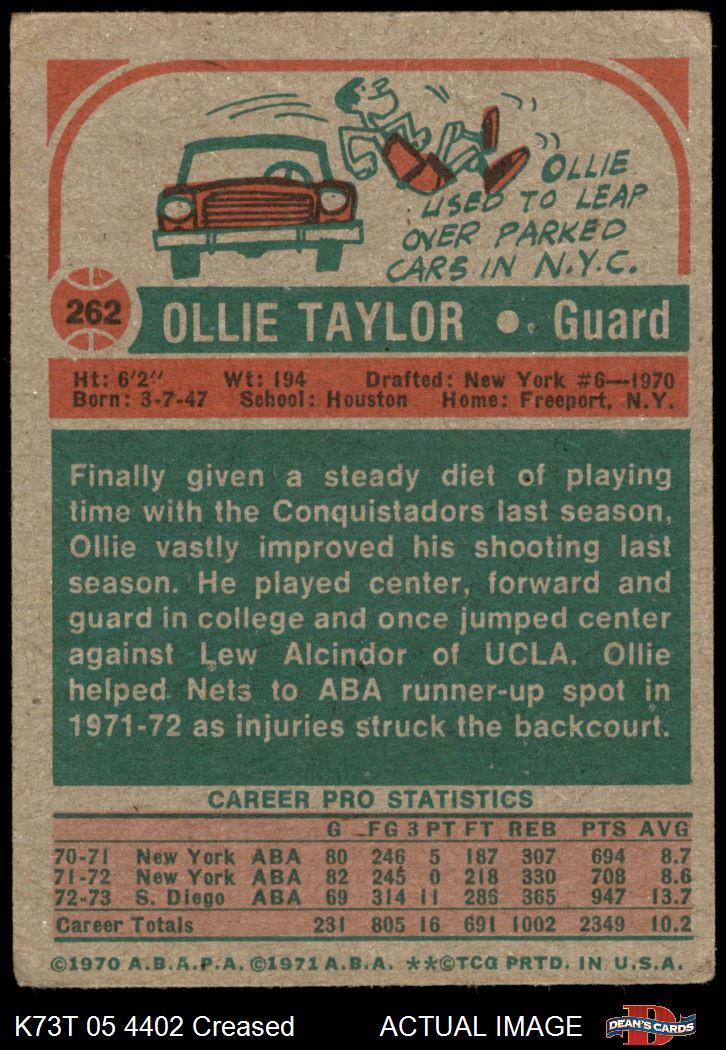 OLLIE
USED TO LEAP
OVER PARKED
CARS IN N.Y.C.
262
OLLIE TAYLOR • Guard
Ht: 6'2" Wt: 194 Drafted: New York #6—1970
Born: 3-7-47 School: Houston Home: Freeport, N.Y.
Finally given a steady diet of playing
time with the Conquistadors last season,
Ollie vastly improved his shooting last
season. He played center, forward and
guard in college and once jumped center
against Lew Alcindor of UCLA. Ollie
helped Nets to ABA runner-up spot in
1971-72 as injuries struck the backcourt.
CAREER PRO STATISTICS
G FG 3 PT FT REB PTS AVG
70-71 New York ABA 80 246 5 187 307 694 8.7
71-72 New York ABA 82 245 0 218 330 708 8.6
72-73 S. Diego ABA 69 314 11 286 365 947 13.7
Career Totals 231 805 16 691 1002 2349 10.2
©1970 A.B.A.P.A. ©1971 A.B.A. **©TCG PRTD. IN U.S.A.
K73T 05 4402 Creased ACTUAL IMAGE
D
DEAN'S CARDS